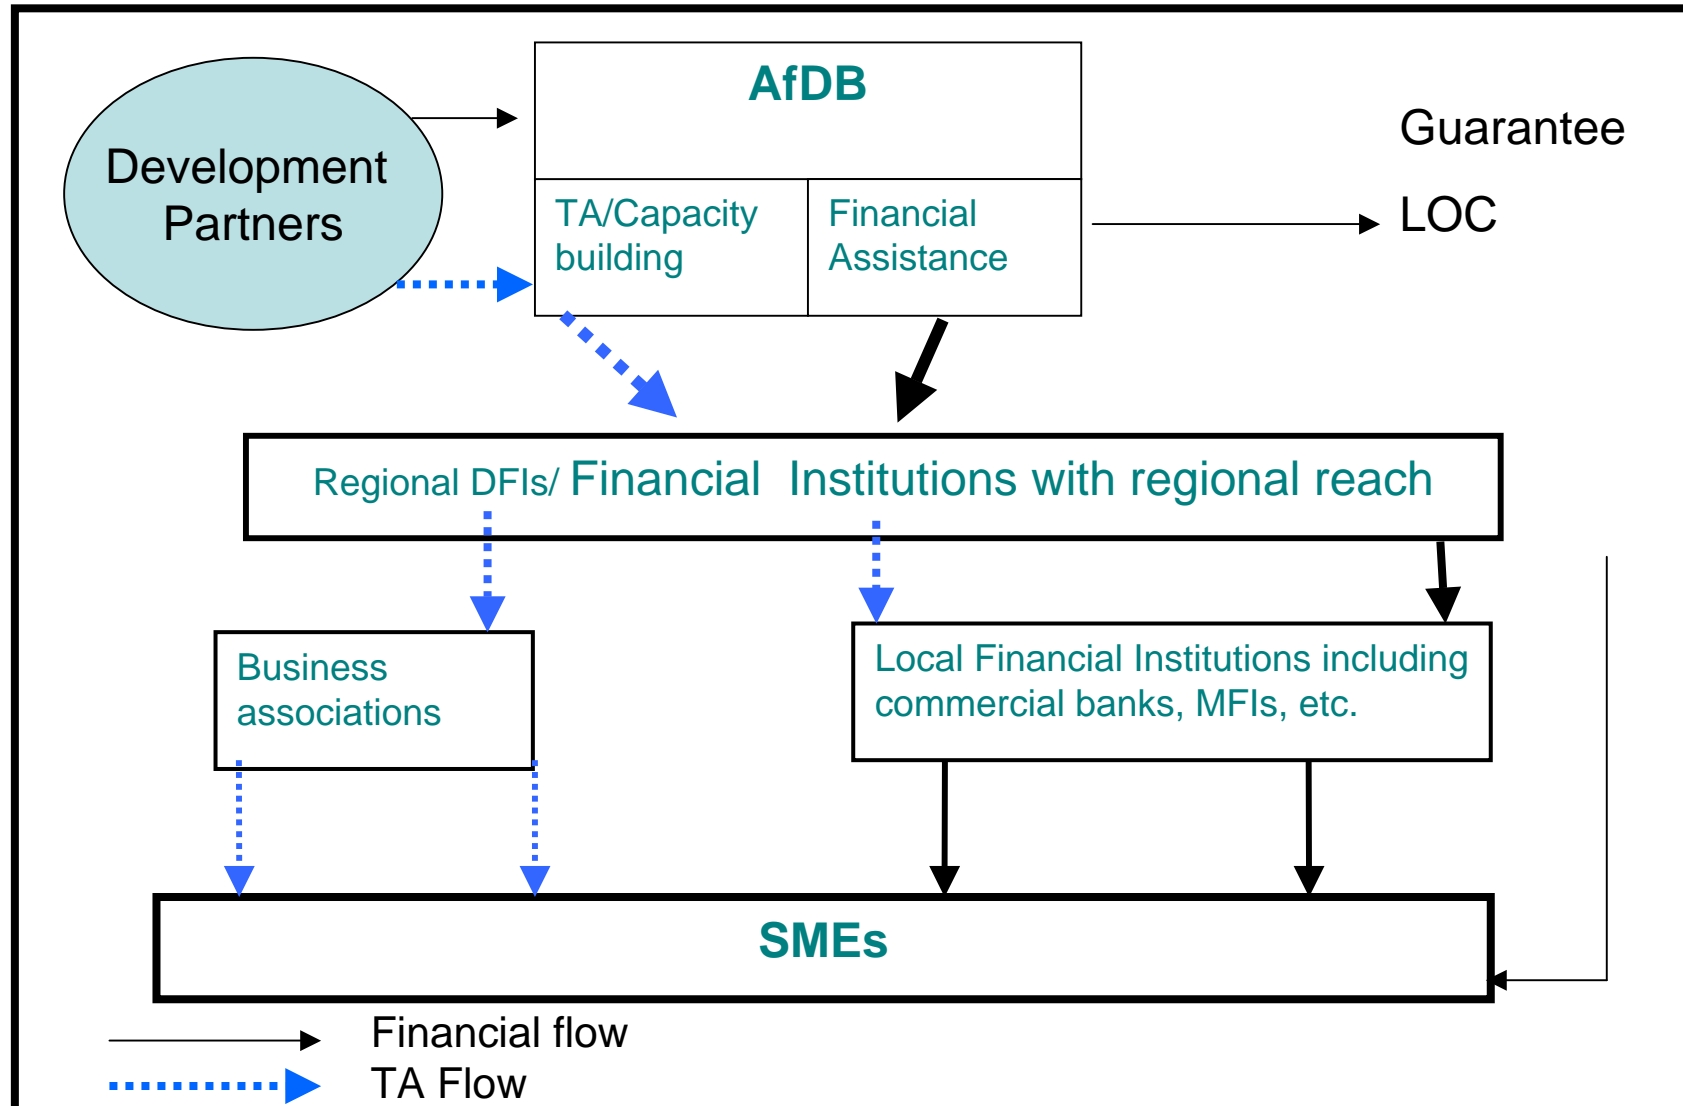 AfDB
Guarantee
Development
Partners
TA/Capacity
building
Financial
Assistance
LOC
Regional DFIs/ Financial Institutions with regional reach
Business
associations
Local Financial Institutions including
commercial banks, MFIs, etc.
SMEs
Financial flow
TA Flow